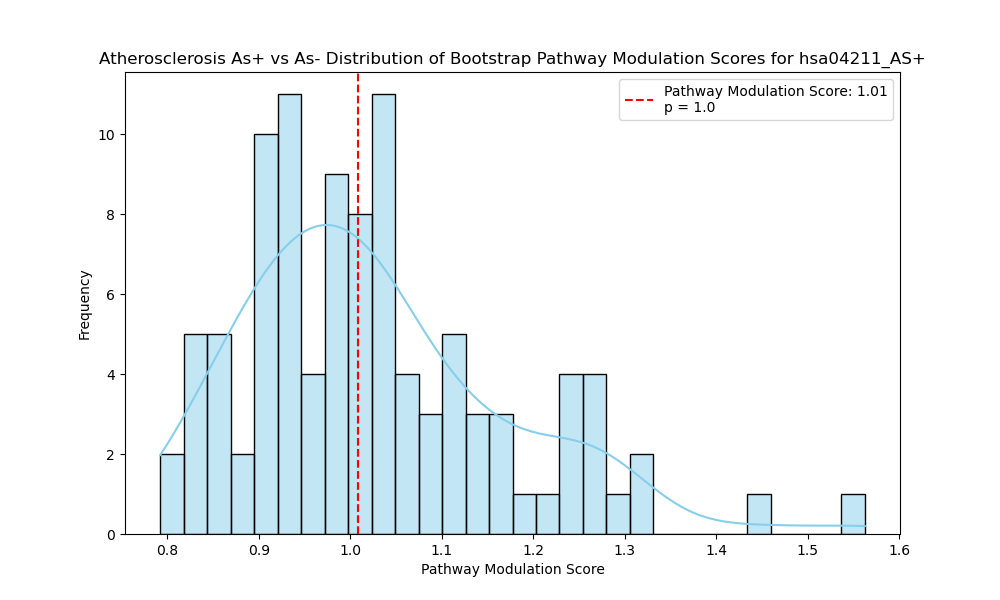 Atherosclerosis As+ vs As- Distribution of Bootstrap Pathway Modulation Scores for hsa04211_AS+
Pathway Modulation Score: 1.01
p = 1.0
Frequency
10
8
6
4
2
0
0.8 0.9 1.0 1.1 1.2 1.3 1.4 1.5 1.6
Pathway Modulation Score